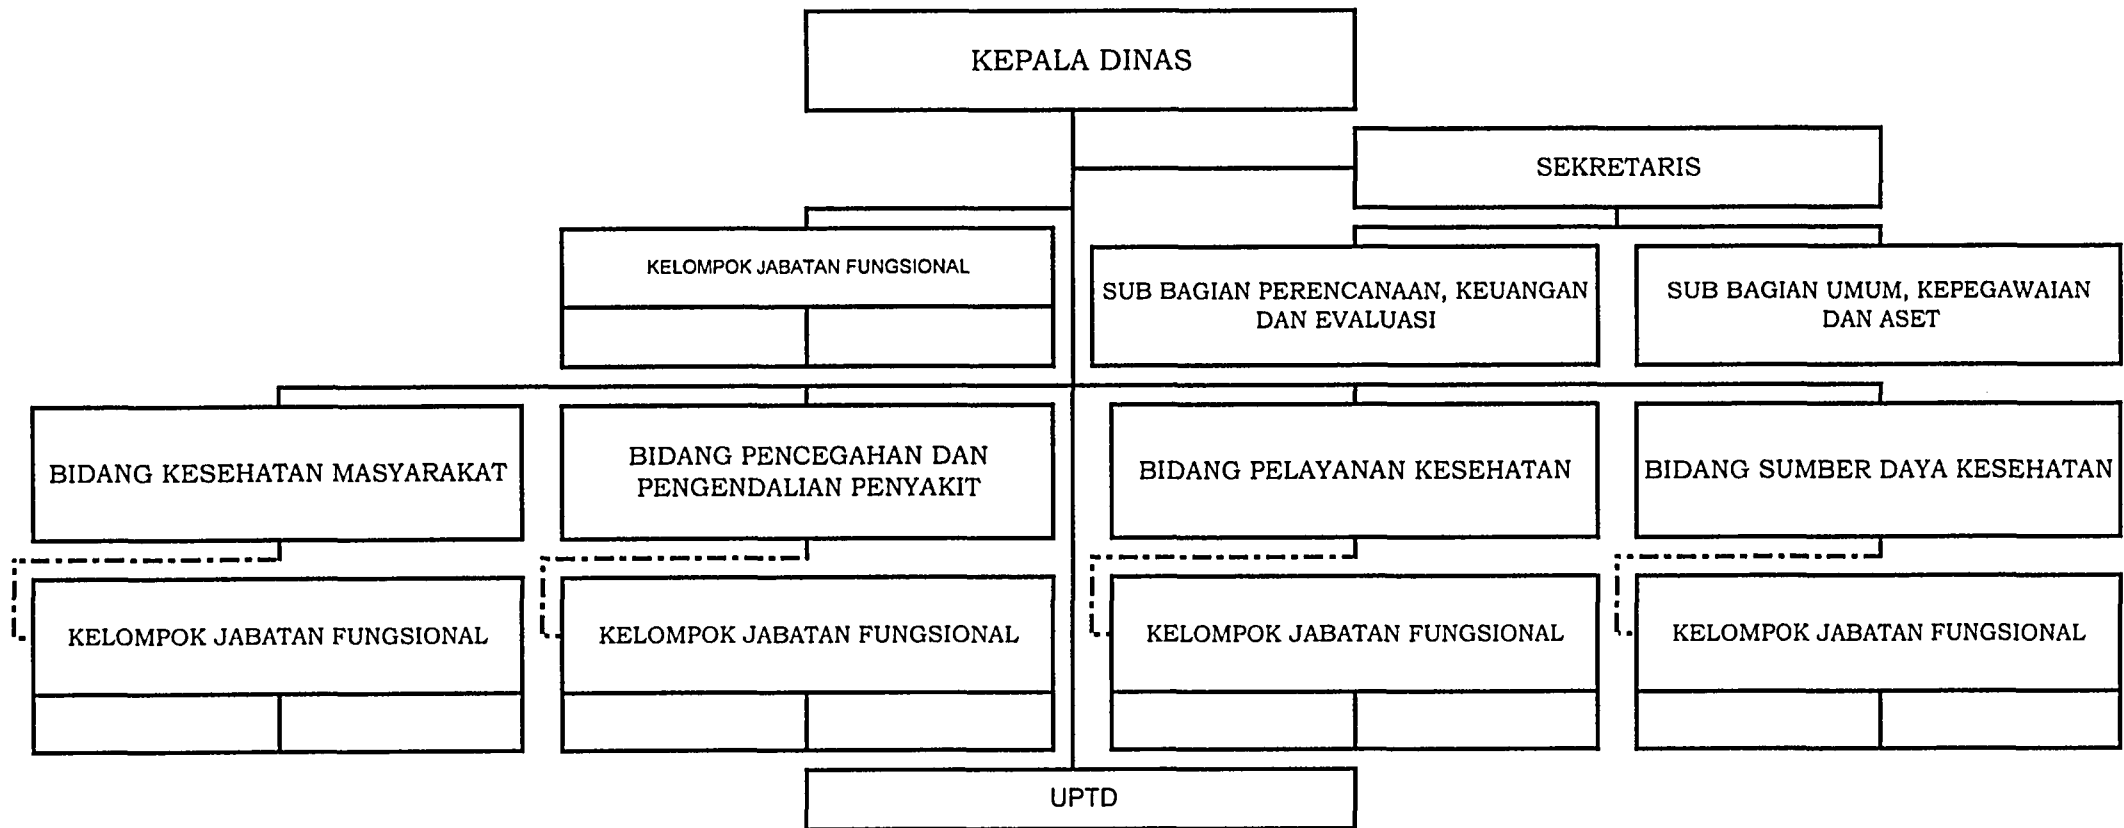 KEPALA DINAS
SEKRETARIS
KELOMPOK JABATAN FUNGSIONAL
SUB BAGIAN PERENCANAAN, KEUANGAN
DAN EVALUASI
SUB BAGIAN UMUM, KEPEGAWAIAN
DAN ASET
BIDANG KESEHATAN MASYARAKAT
BIDANG PENCEGAHAN DAN
PENGENDALIAN PENYAKIT
BIDANG PELAYANAN KESEHATAN
BIDANG SUMBER DAYA KESEHATAN
KELOMPOK JABATAN FUNGSIONAL
KELOMPOK JABATAN FUNGSIONAL
KELOMPOK JABATAN FUNGSIONAL
KELOMPOK JABATAN FUNGSIONAL
UPTD